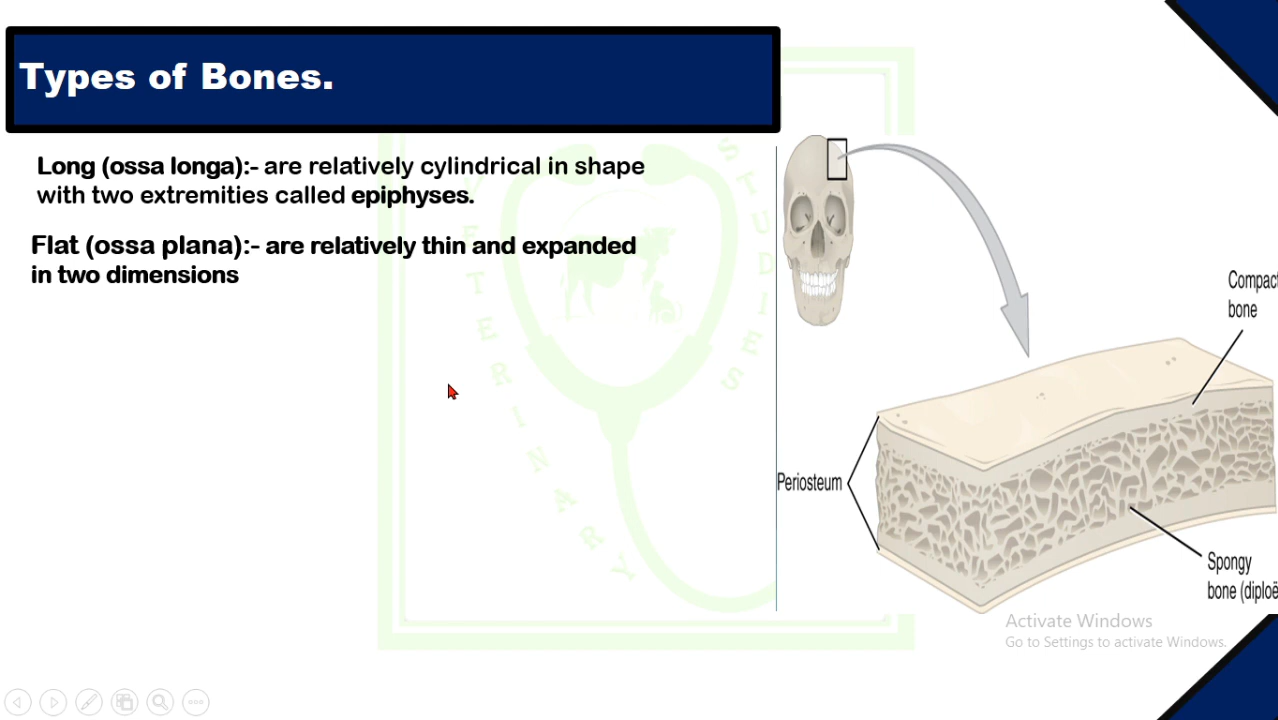 Types of Bones.
Long (ossa longa):- are relatively cylindrical in shape
with two extremities called epiphyses.
Flat (ossa plana):- are relatively thin and expanded
in two dimensions
Compact
bone
Periosteum
Spongy
bone (diploë
VETERINARY
STUDIES
Activate Windows
Go to Settings to activate Windows.